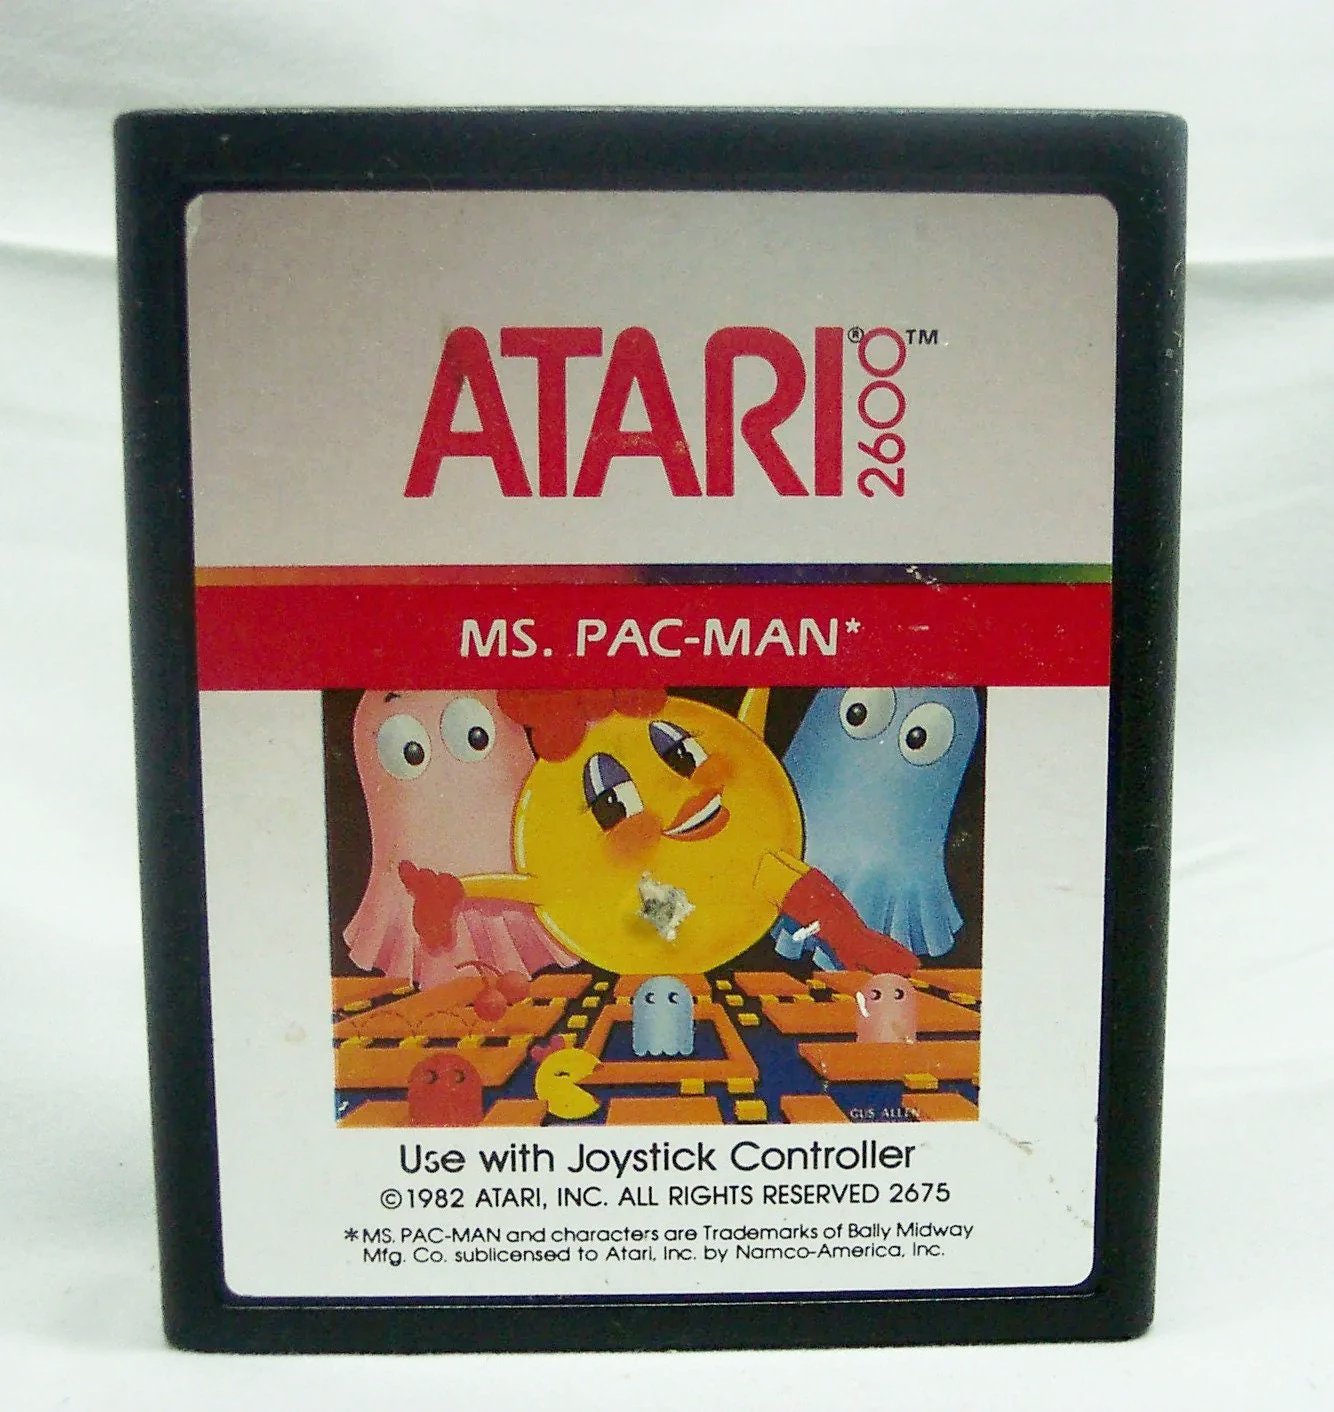 ATARI® 2600™
MS. PAC-MAN*
GUS ALLEN
Use with Joystick Controller
©1982 ATARI, INC. ALL RIGHTS RESERVED 2675
*MS. PAC-MAN and characters are Trademarks of Bally Midway
Mfg. Co. sublicensed to Atari, Inc. by Namco-America, Inc.